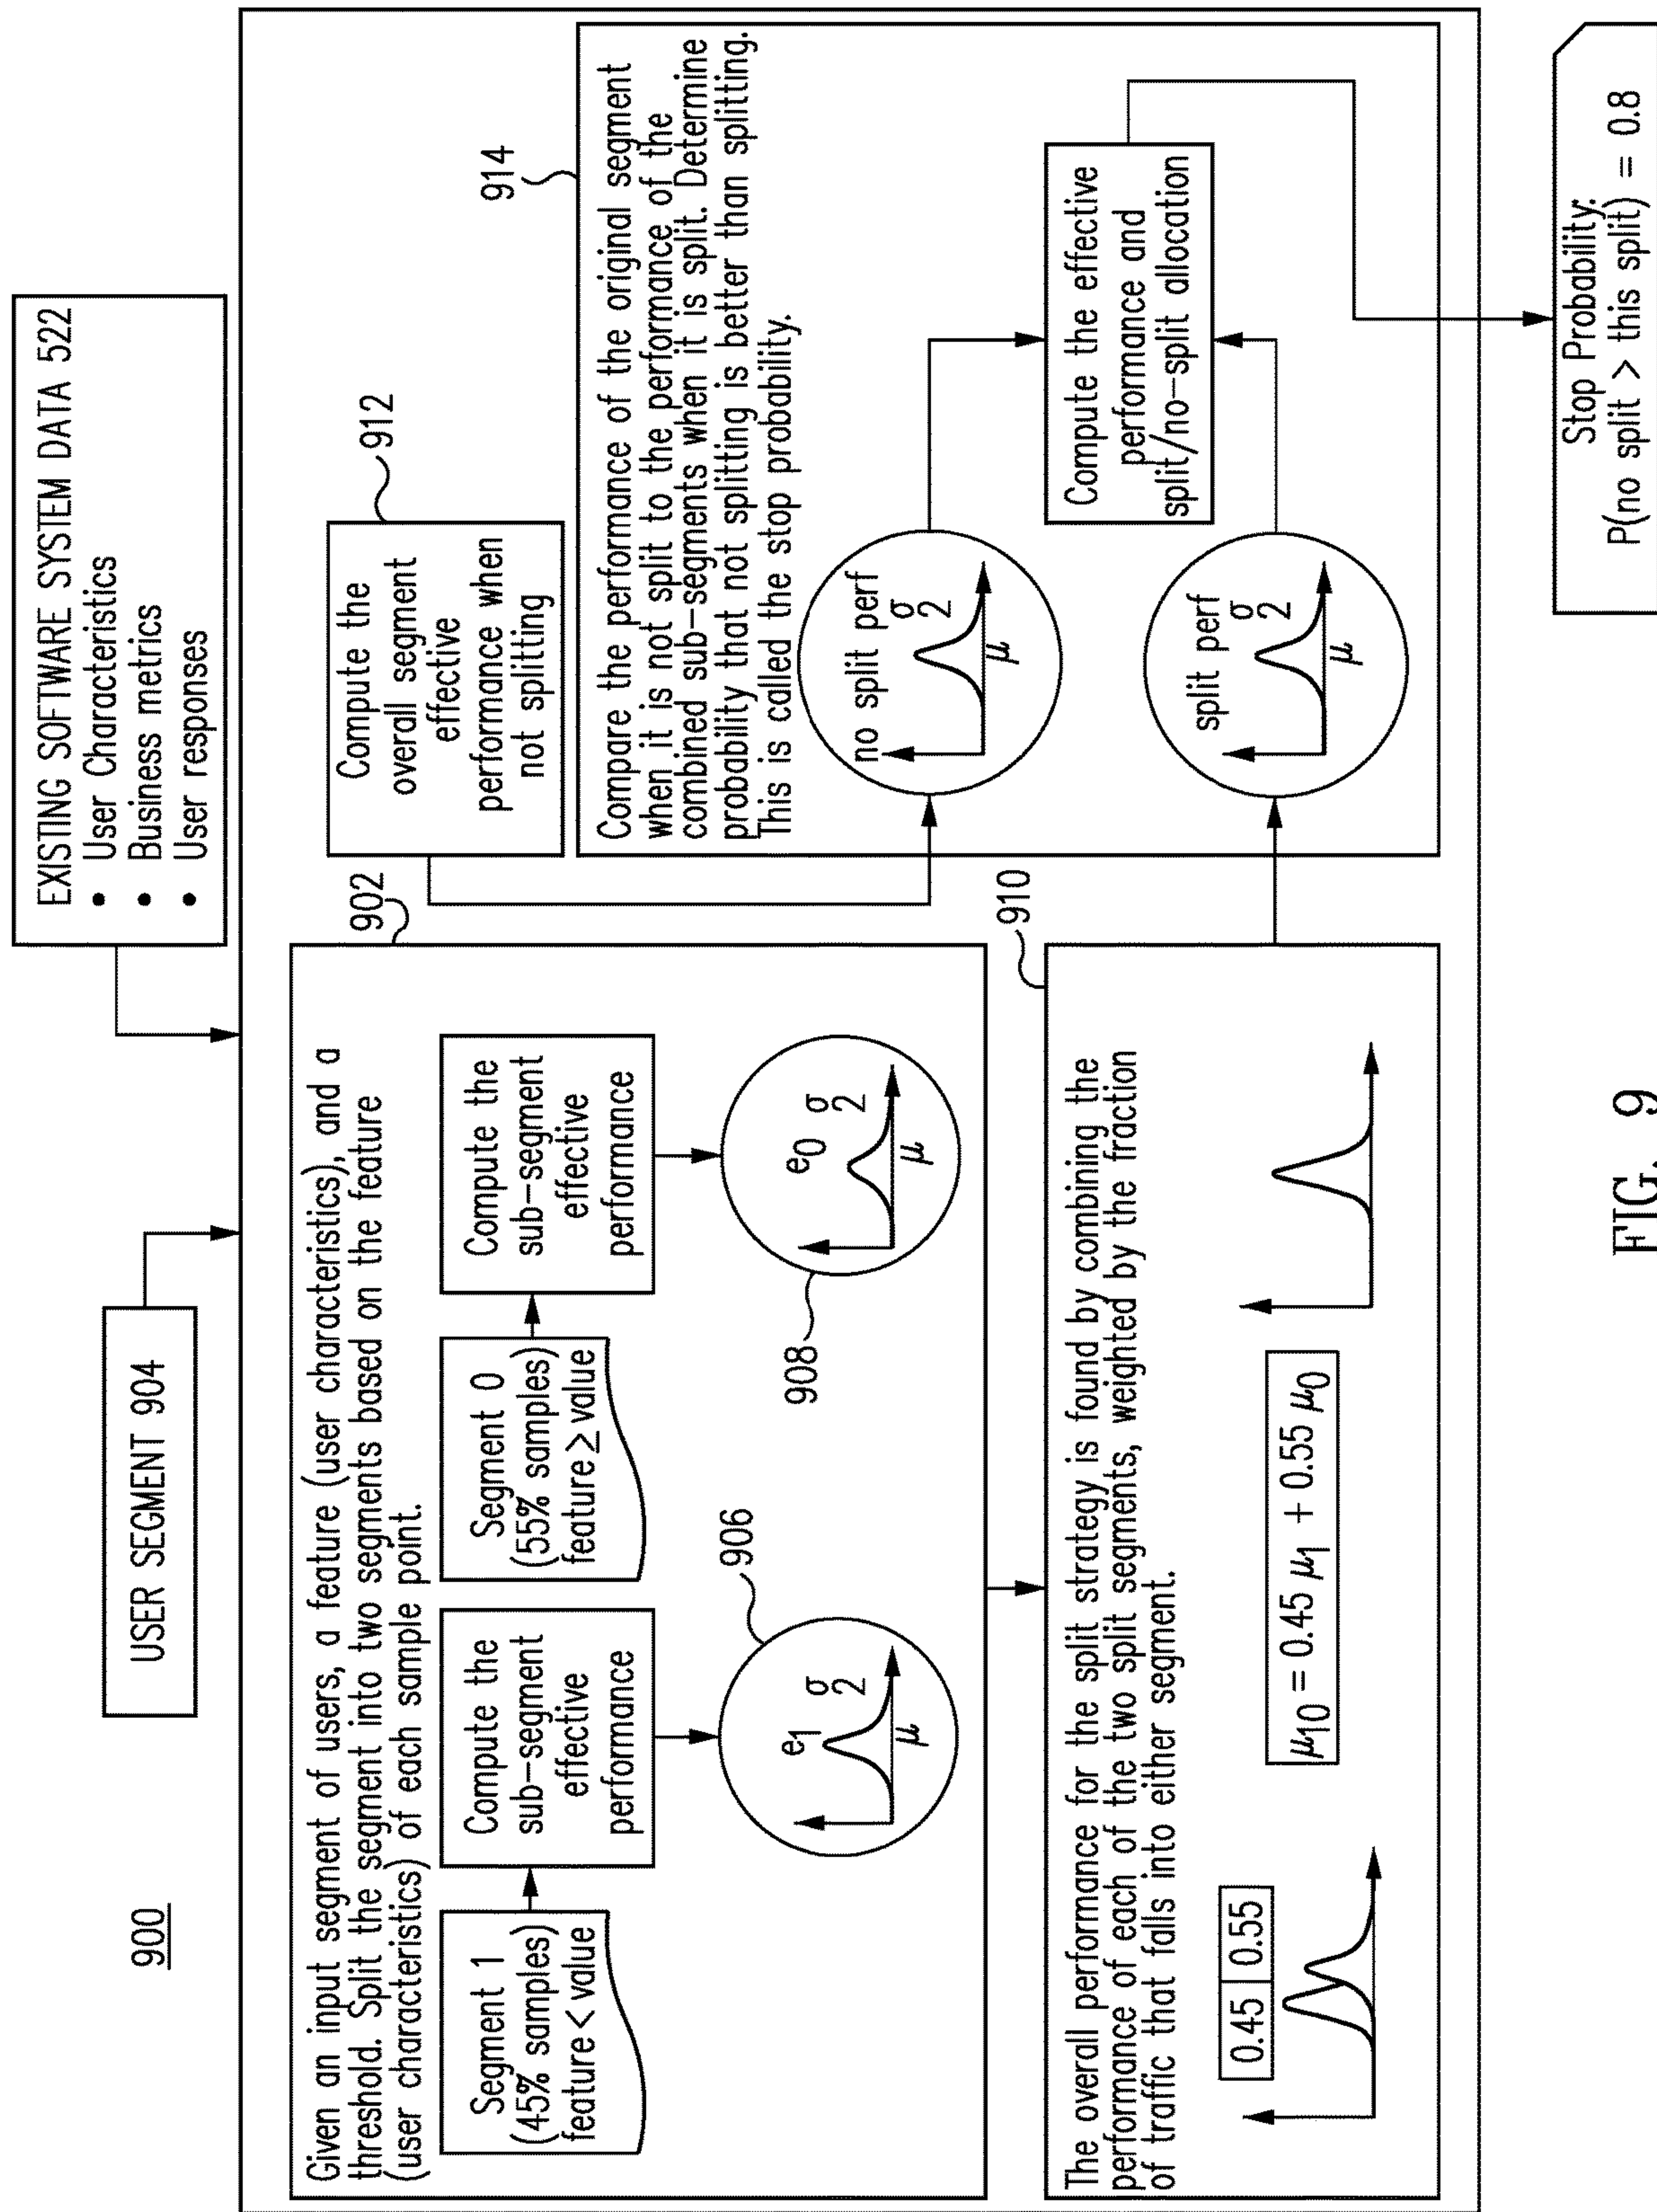 900
USER SEGMENT 904
EXISTING SOFTWARE SYSTEM DATA 522
• User Characteristics
• Business metrics
• User responses
902
Given an input segment of users, a feature (user characteristics), and a
threshold. Split the segment into two segments based on the feature
(user characteristics) of each sample point.
Segment 1
(45% samples)
feature < value
Compute the
sub-segment
effective
performance
Segment 0
(55% samples)
feature ≥ value
Compute the
sub-segment
effective
performance
906
e1
σ
2
μ
908
e0
σ
2
μ
910
The overall performance for the split strategy is found by combining the
performance of each of the two split segments, weighted by the fraction
of traffic that falls into either segment.
0.45 0.55
μ10 = 0.45 μ1 + 0.55 μ0
912
Compute the
overall segment
effective
performance when
not splitting
914
Compare the performance of the original segment
when it is not split to the performance of the
combined sub-segments when it is split. Determine
probability that not splitting is better than splitting.
This is called the stop probability.
no split perf
σ
2
μ
split perf
σ
2
μ
Compute the effective
performance and
split/no-split allocation
Stop Probability:
P(no split > this split) = 0.8
FIG. 9